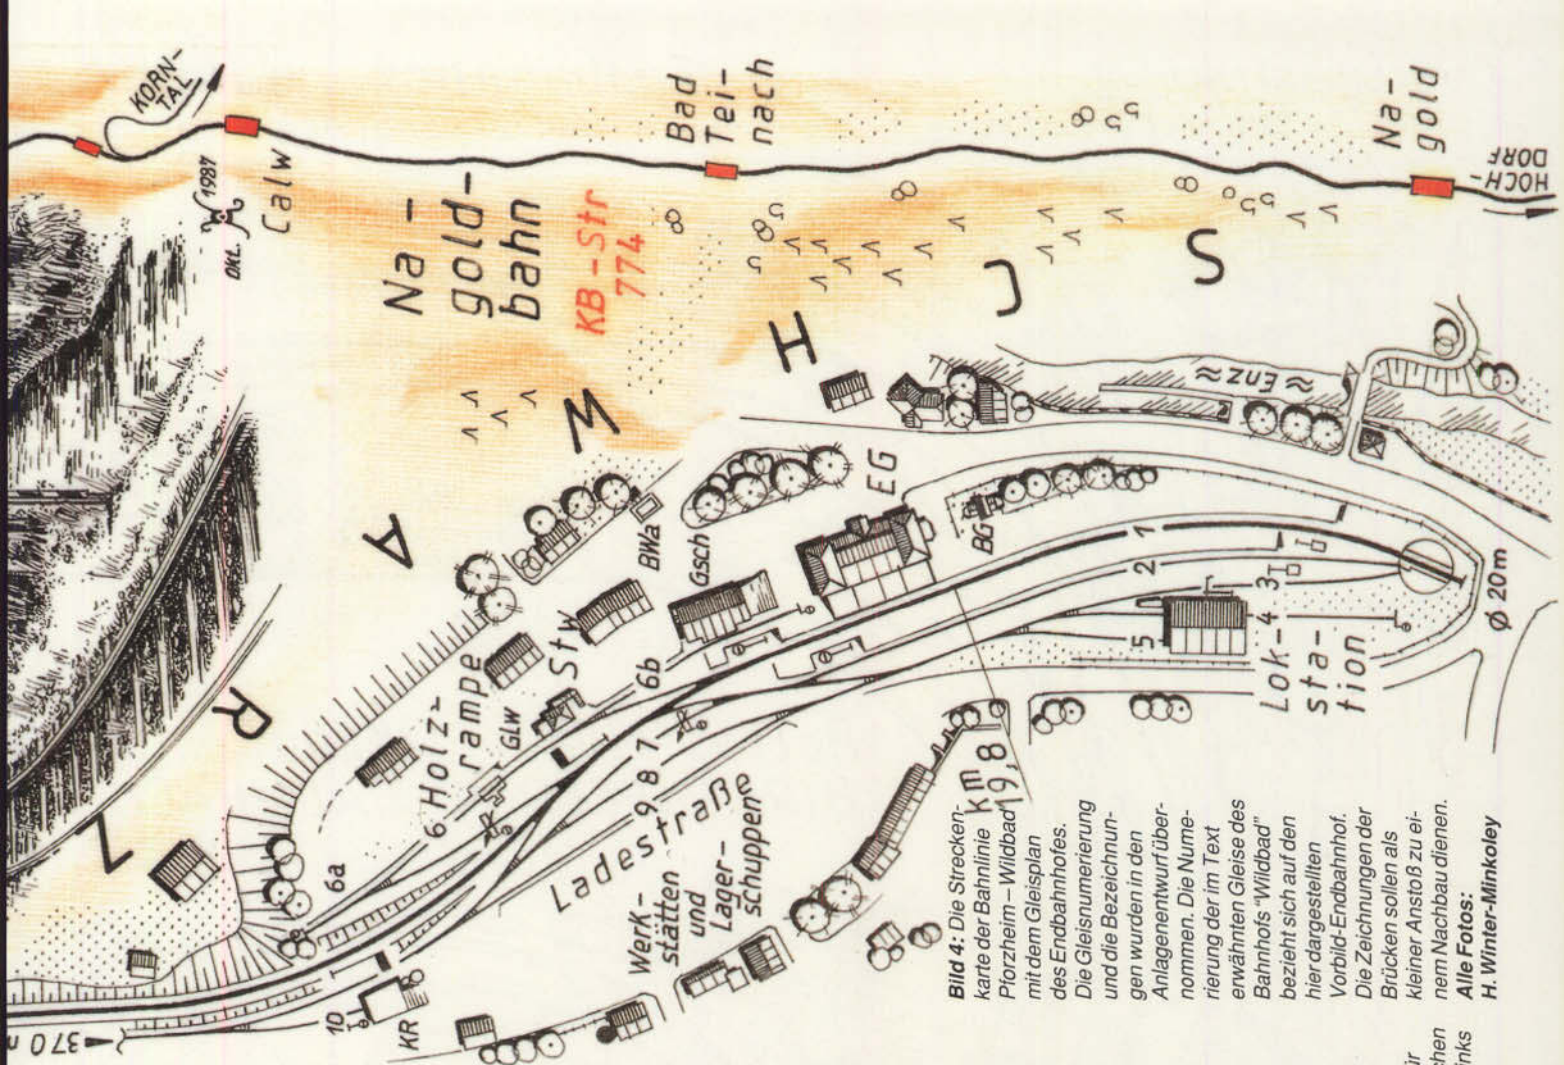 KORN-
TAL
DKL. 1987
Calw
Na-
gold-
bahn
KB-Str
774
Bad
Tei-
nach
Na-
gold
HOCH-
DORF
Z
R
A
W
H
C
S
≈ Enz ≈
EG
BG
Gsch
BWa
Stw
GLw
Holz-
rampe
6b
6
6a
7
8
9
1
2
3
4
5
10
KR
370 m
Ladestraße
Werk-
stätten
und
Lager-
schuppen
km
19,8
Lok-
sta-
tion
Ø 20m
Bild 4: Die Strecken-
karte der Bahnlinie
Pforzheim–Wildbad
mit dem Gleisplan
des Endbahnhofes.
Die Gleisnumerierung
und die Bezeichnun-
gen wurden in den
Anlagenentwurf über-
nommen. Die Nume-
rierung der im Text
erwähnten Gleise des
Bahnhofs "Wildbad"
bezieht sich auf den
hier dargestellten
Vorbild-Endbahnhof.
Die Zeichnungen der
Brücken sollen als
kleiner Anstoß zu ei-
nem Nachbau dienen.
Alle Fotos:
H. Winter-Minkoley